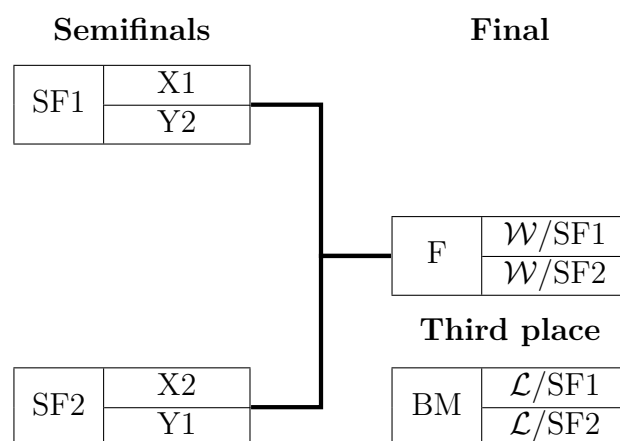 Semifinals
Final
SF1
X1
Y2
F
𝒲/SF1
𝒲/SF2
Third place
SF2
X2
Y1
BM
ℒ/SF1
ℒ/SF2